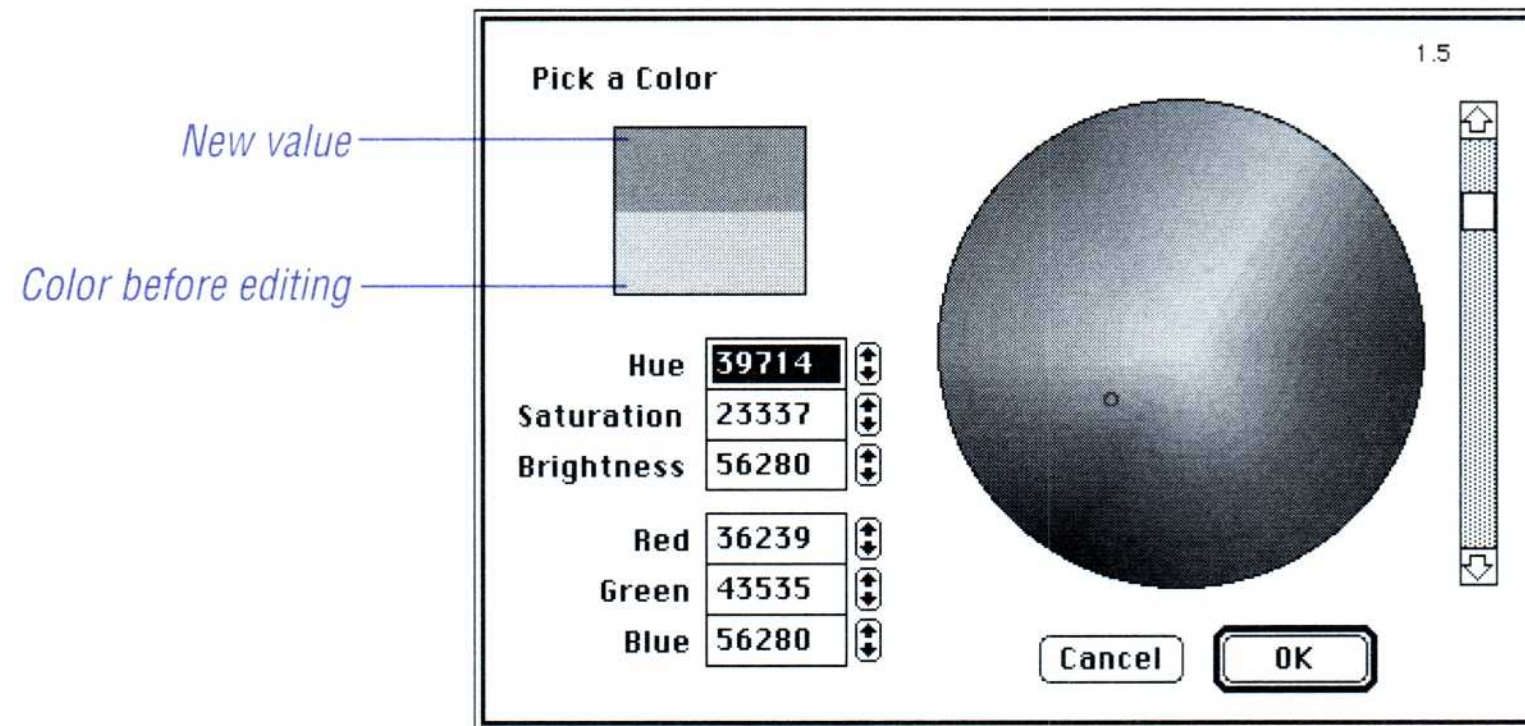 1.5
Pick a Color
New value
Color before editing
Hue 39714
Saturation 23337
Brightness 56280
Red 36239
Green 43535
Blue 56280
Cancel OK